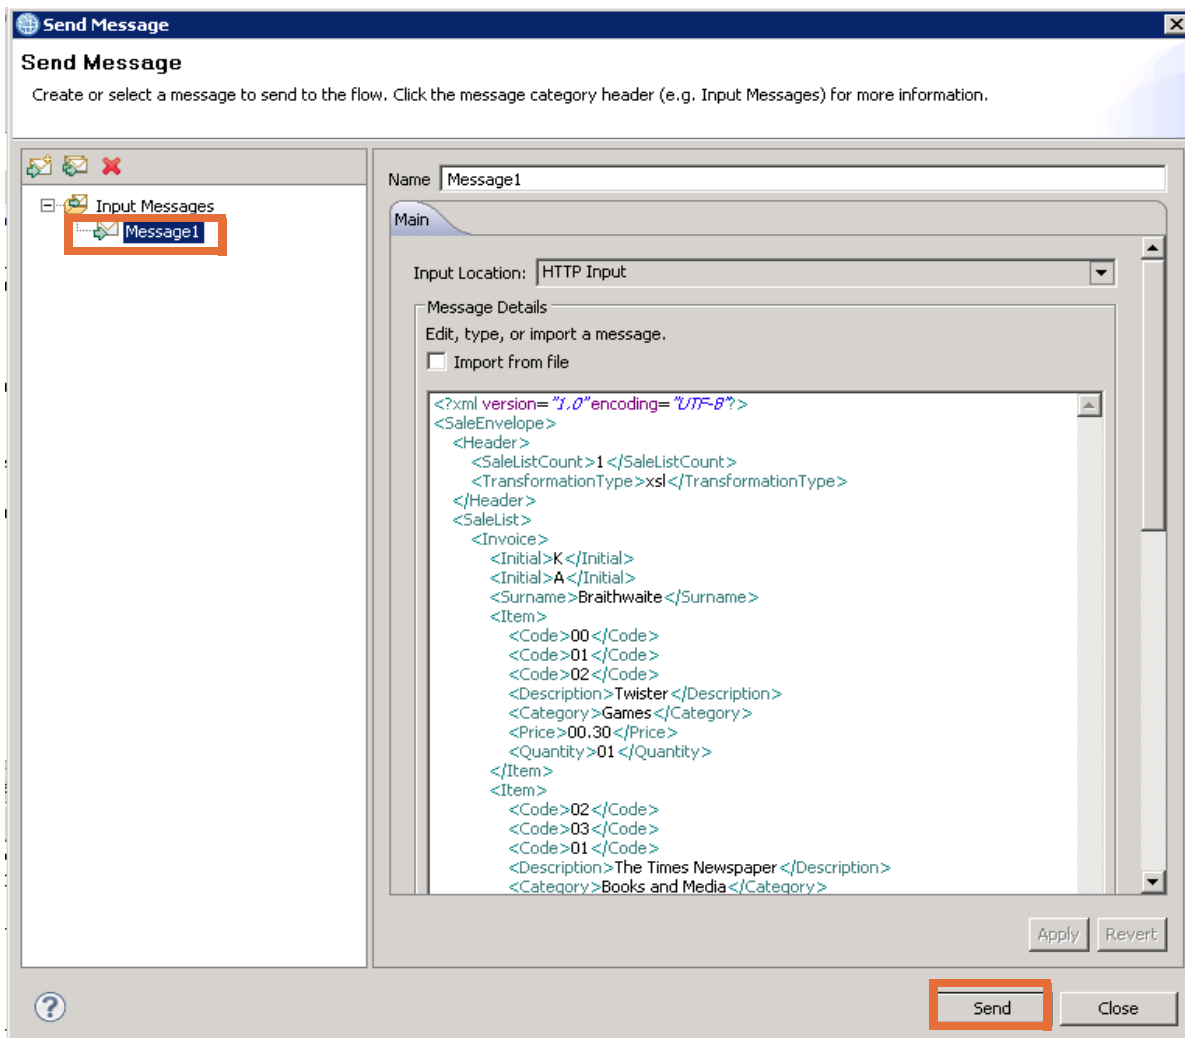 Send Message
Send Message
Create or select a message to send to the flow. Click the message category header (e.g. Input Messages) for more information.
Input Messages
Message1
Name Message1
Main
Input Location: HTTP Input
Message Details
Edit, type, or import a message.
Import from file
<?xml version="1.0"encoding="UTF-8"?>
<SaleEnvelope>
<Header>
<SaleListCount>1</SaleListCount>
<TransformationType>xsl</TransformationType>
</Header>
<SaleList>
<Invoice>
<Initial>K</Initial>
<Initial>A</Initial>
<Surname>Braithwaite</Surname>
<Item>
<Code>00</Code>
<Code>01</Code>
<Code>02</Code>
<Description>Twister</Description>
<Category>Games</Category>
<Price>00.30</Price>
<Quantity>01</Quantity>
</Item>
<Item>
<Code>02</Code>
<Code>03</Code>
<Code>01</Code>
<Description>The Times Newspaper</Description>
<Category>Books and Media</Category>
Apply Revert
Send Close